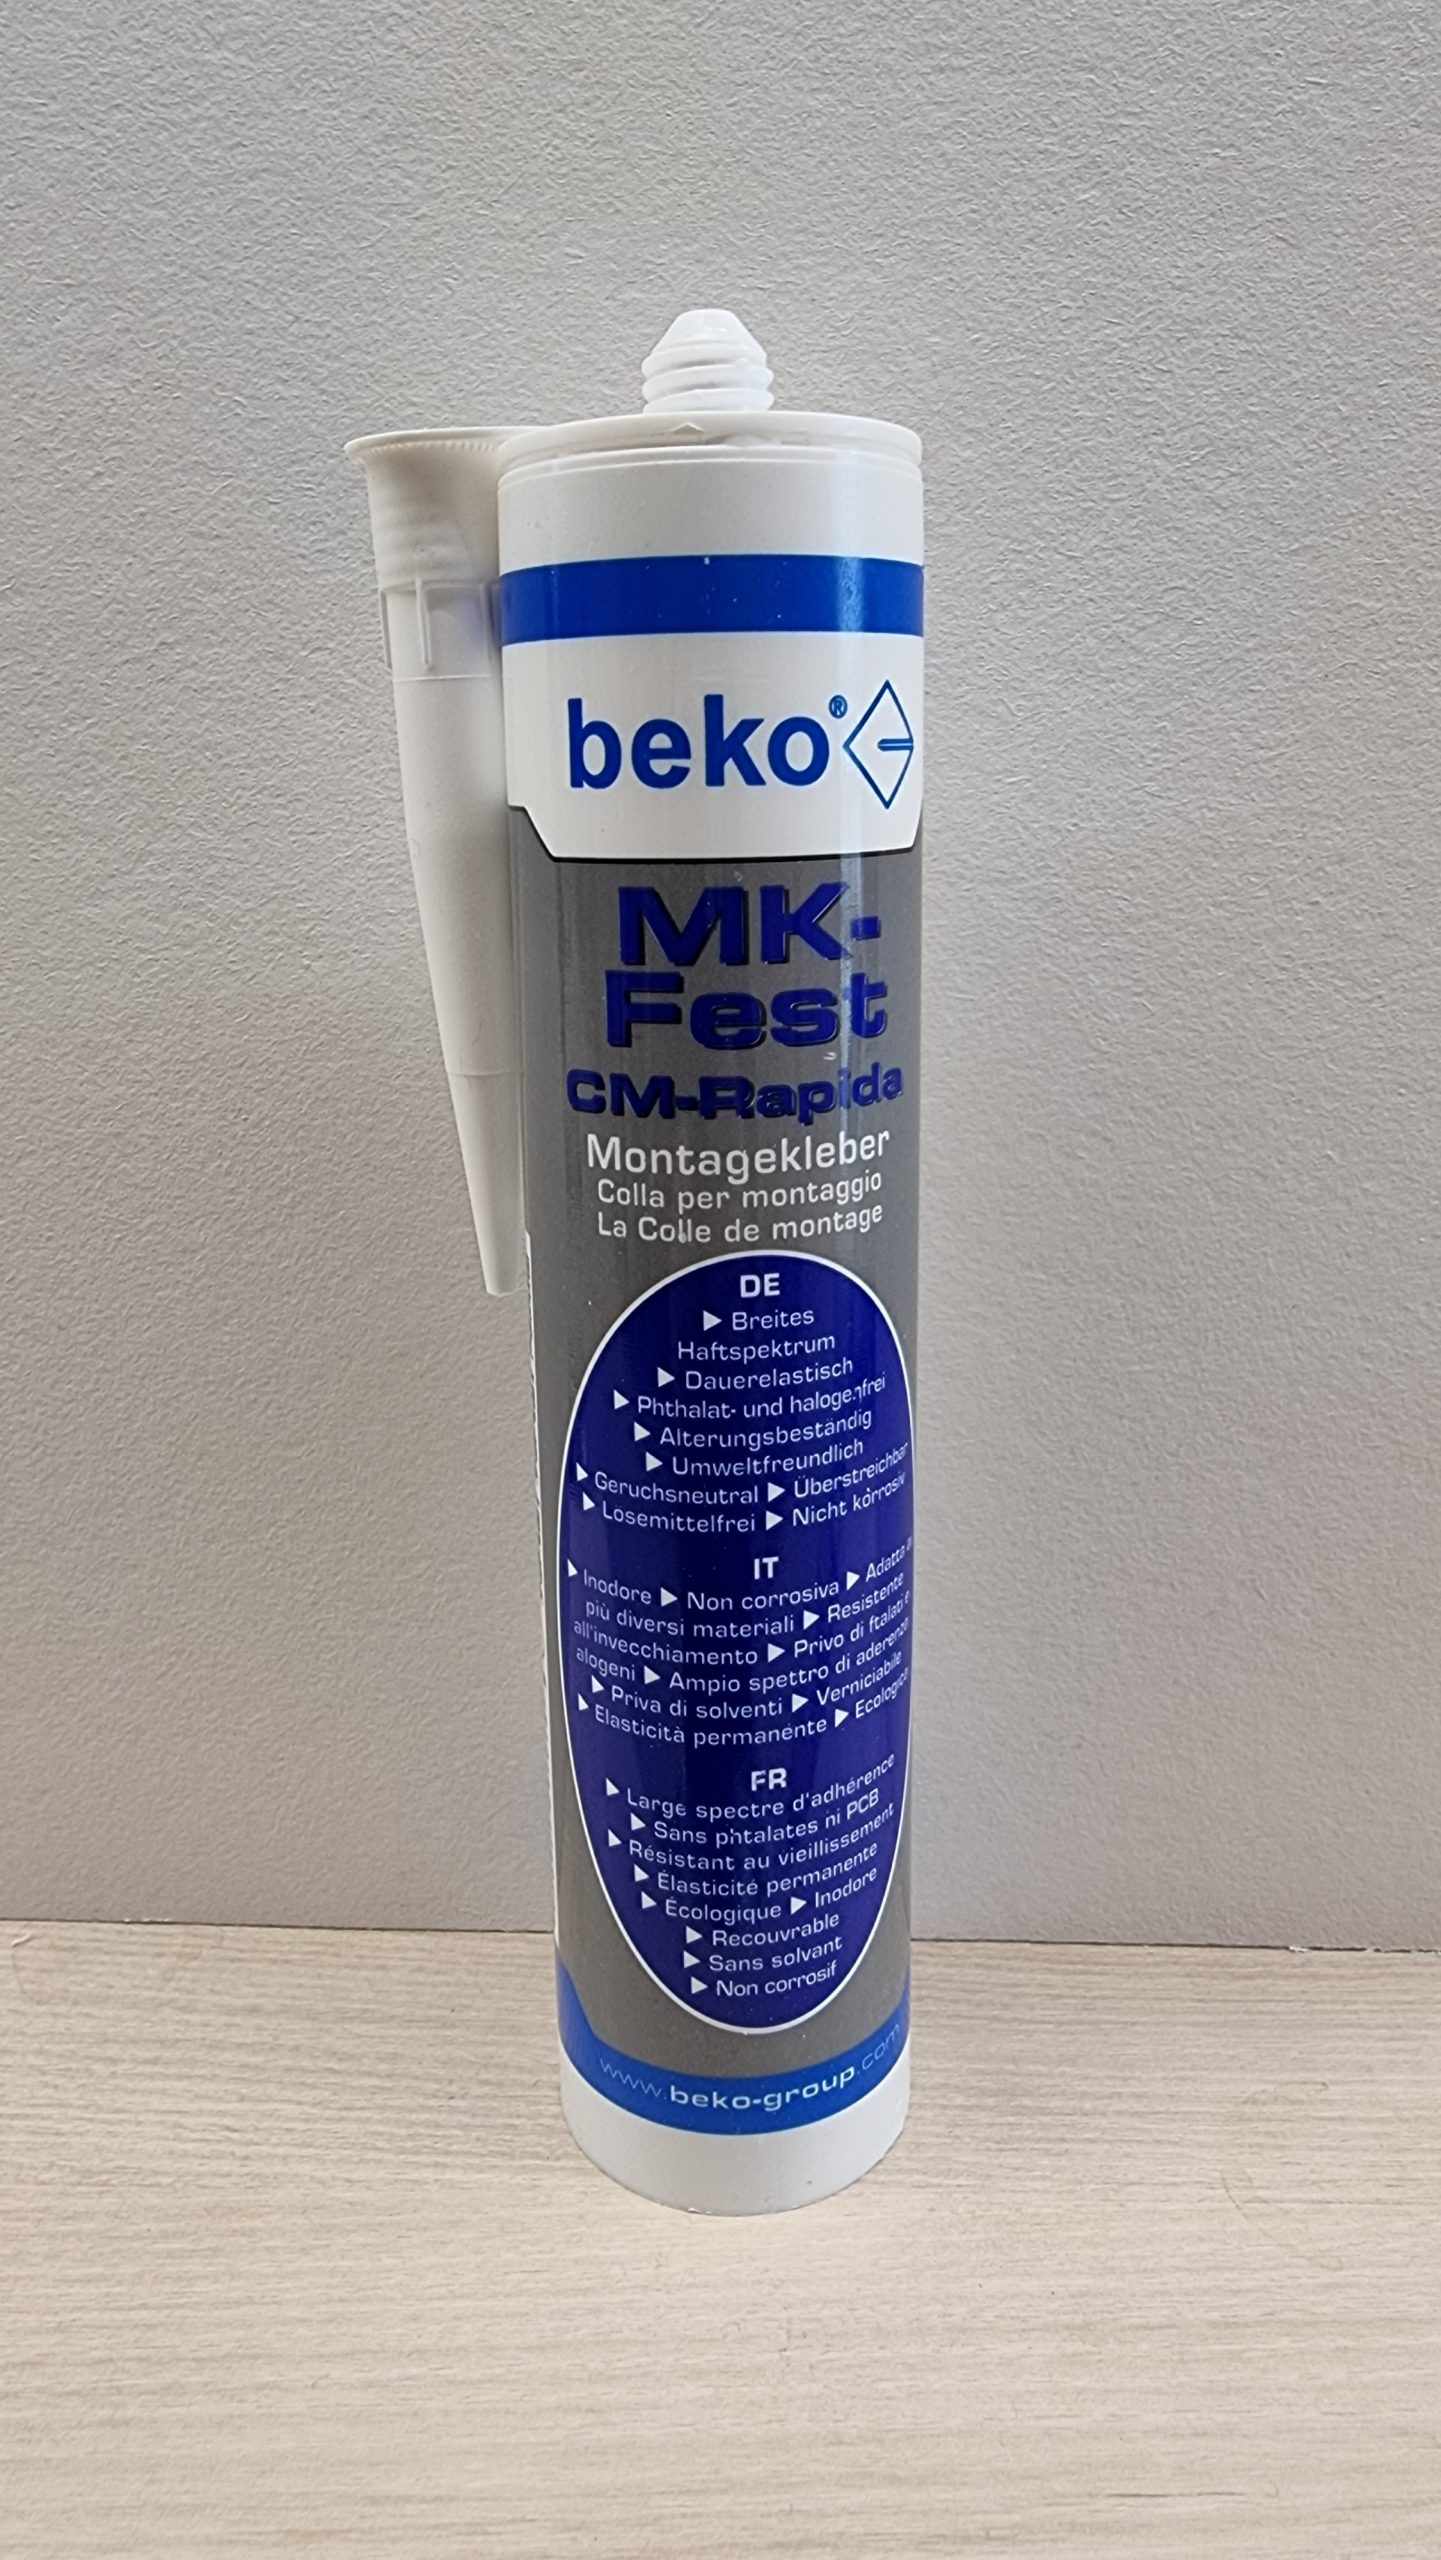 beko®
MK-
Fest
CM-Rapida
Montagekleber
Colla per montaggio
La Colle de montage
DE
▶ Breites
Haftspektrum
▶ Dauerelastisch
▶ Phthalat- und halogenfrei
▶ Alterungsbeständig
▶ Umweltfreundlich
▶ Geruchsneutral ▶ Überstreichbar
▶ Lösemittelfrei ▶ Nicht korrosiv
IT
▶ Inodore ▶ Non corrosiva ▶ Adatta
più diversi materiali ▶ Resistente
all'invecchiamento ▶ Privo di ftalati e
alogeni ▶ Ampio spettro di aderenza
▶ Priva di solventi ▶ Verniciabile
▶ Elasticità permanente ▶ Ecologica
FR
▶ Large spectre d'adhérence
▶ Sans phtalates ni PCB
▶ Résistant au vieillissement
▶ Élasticité permanente
▶ Écologique ▶ Inodore
▶ Recouvrable
▶ Sans solvant
▶ Non corrosif
www.beko-group.com